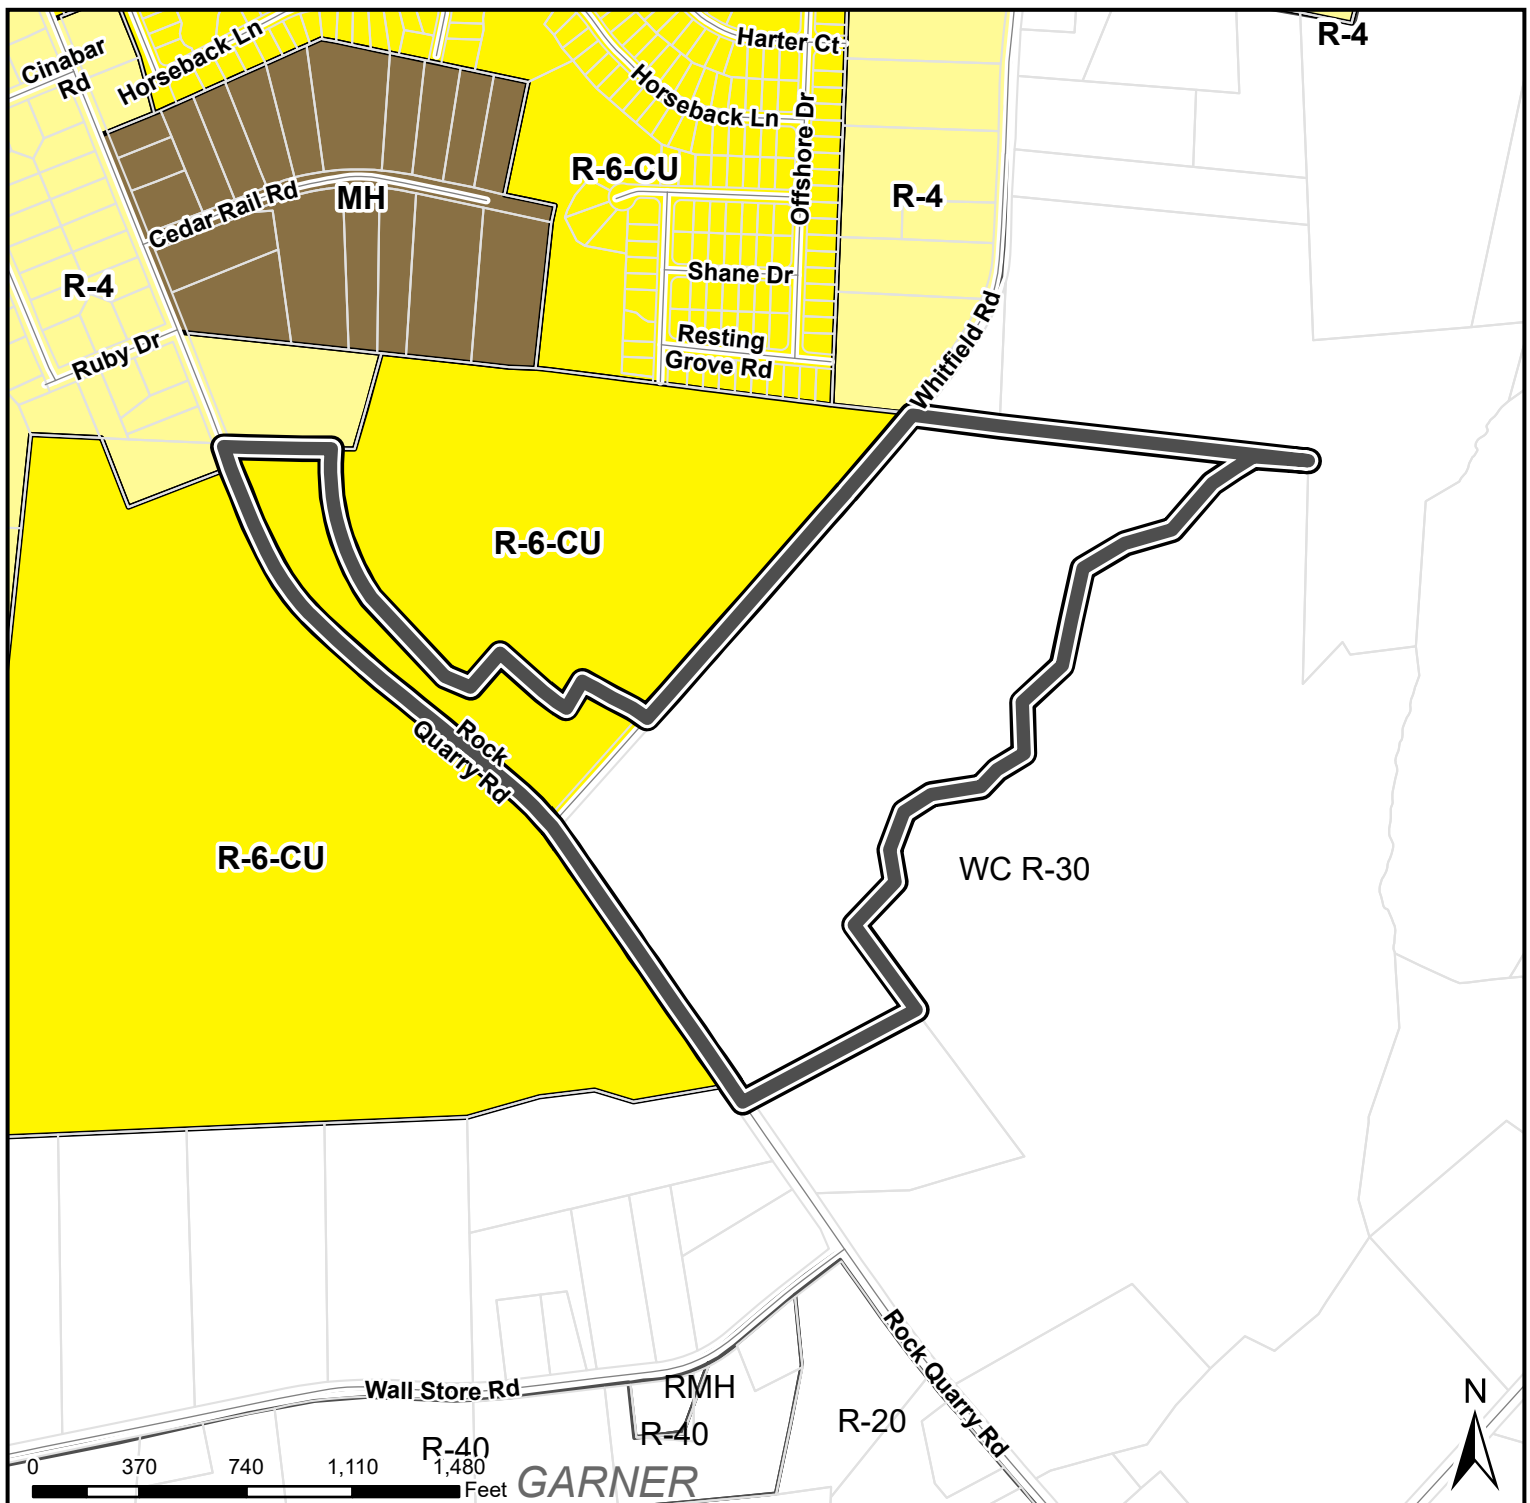 R-4
Cinabar
Rd
Horseback Ln
Harter Ct
Horseback Ln
Offshore Dr
R-6-CU
MH
R-4
Cedar Rail Rd
R-4
Shane Dr
Ruby Dr
Resting
Grove Rd
Whitfield Rd
R-6-CU
Rock
Quarry Rd
R-6-CU
WC R-30
Rock Quarry Rd
Wall Store Rd
RMH
R-40
R-20
R-40
N
0 370 740 1,110 1,480
Feet
GARNER